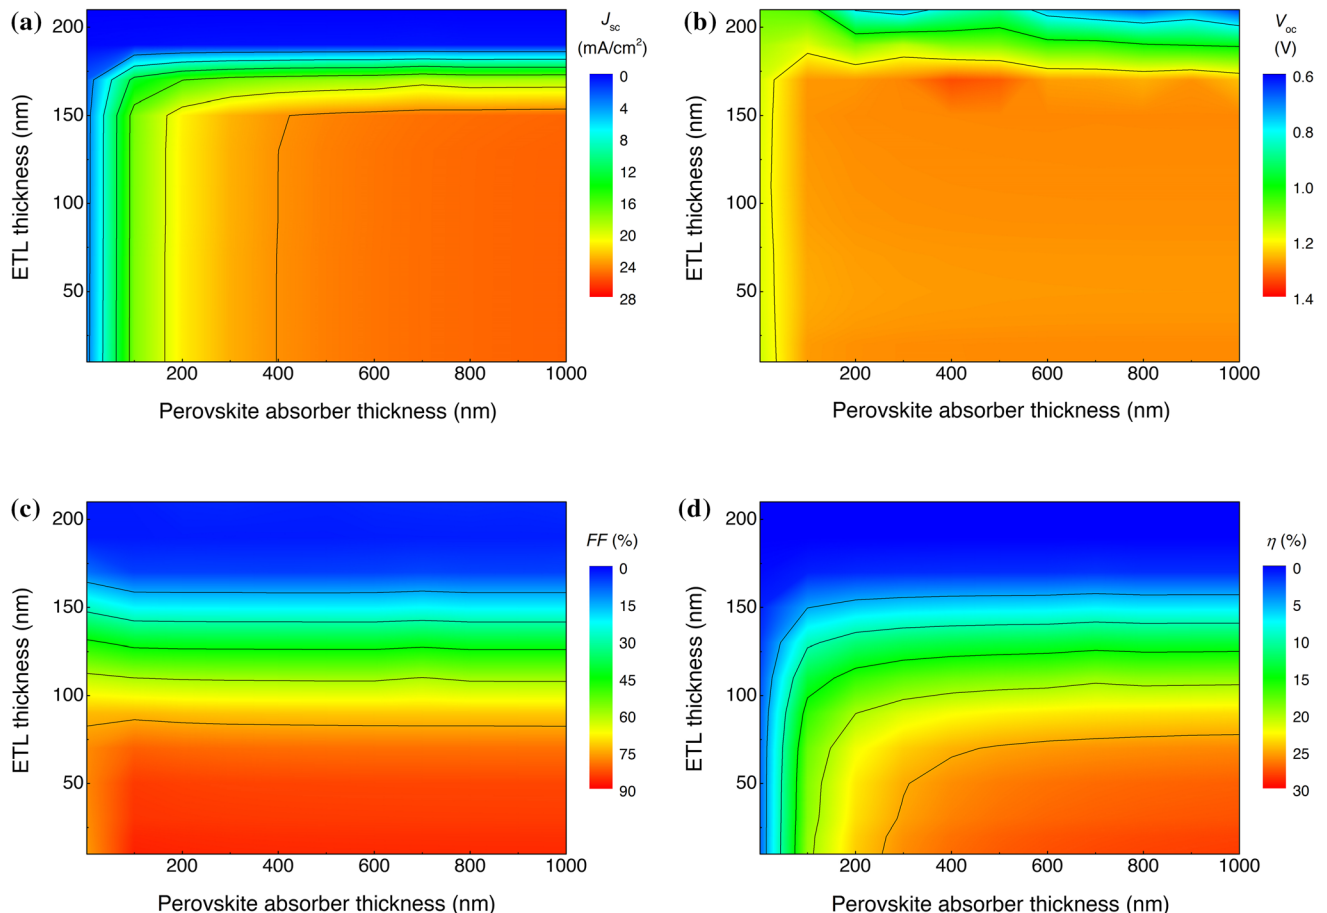 (a)
200
150
100
50
ETL thickness (nm)
200 400 600 800 1000
Perovskite absorber thickness (nm)
Jsc
(mA/cm²)
0
4
8
12
16
20
24
28
(b)
200
150
100
50
ETL thickness (nm)
200 400 600 800 1000
Perovskite absorber thickness (nm)
Voc
(V)
0.6
0.8
1.0
1.2
1.4
(c)
200
150
100
50
ETL thickness (nm)
200 400 600 800 1000
Perovskite absorber thickness (nm)
FF (%)
0
15
30
45
60
75
90
(d)
200
150
100
50
ETL thickness (nm)
200 400 600 800 1000
Perovskite absorber thickness (nm)
η (%)
0
5%
10%
15%
20%
25%
30%